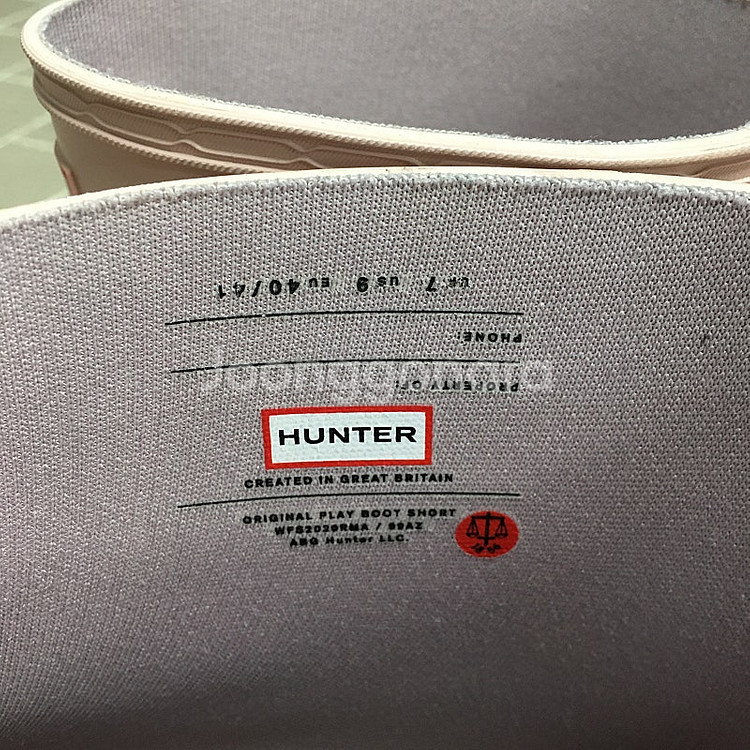 UK 7 US 9 EU 40/41
PHONE:
PROPERTY OF:
joonggonara
HUNTER
CREATED IN GREAT BRITAIN
ORIGINAL PLAY BOOT SHORT
WFS2020RMA / 89AZ
ABG Hunter LLC.